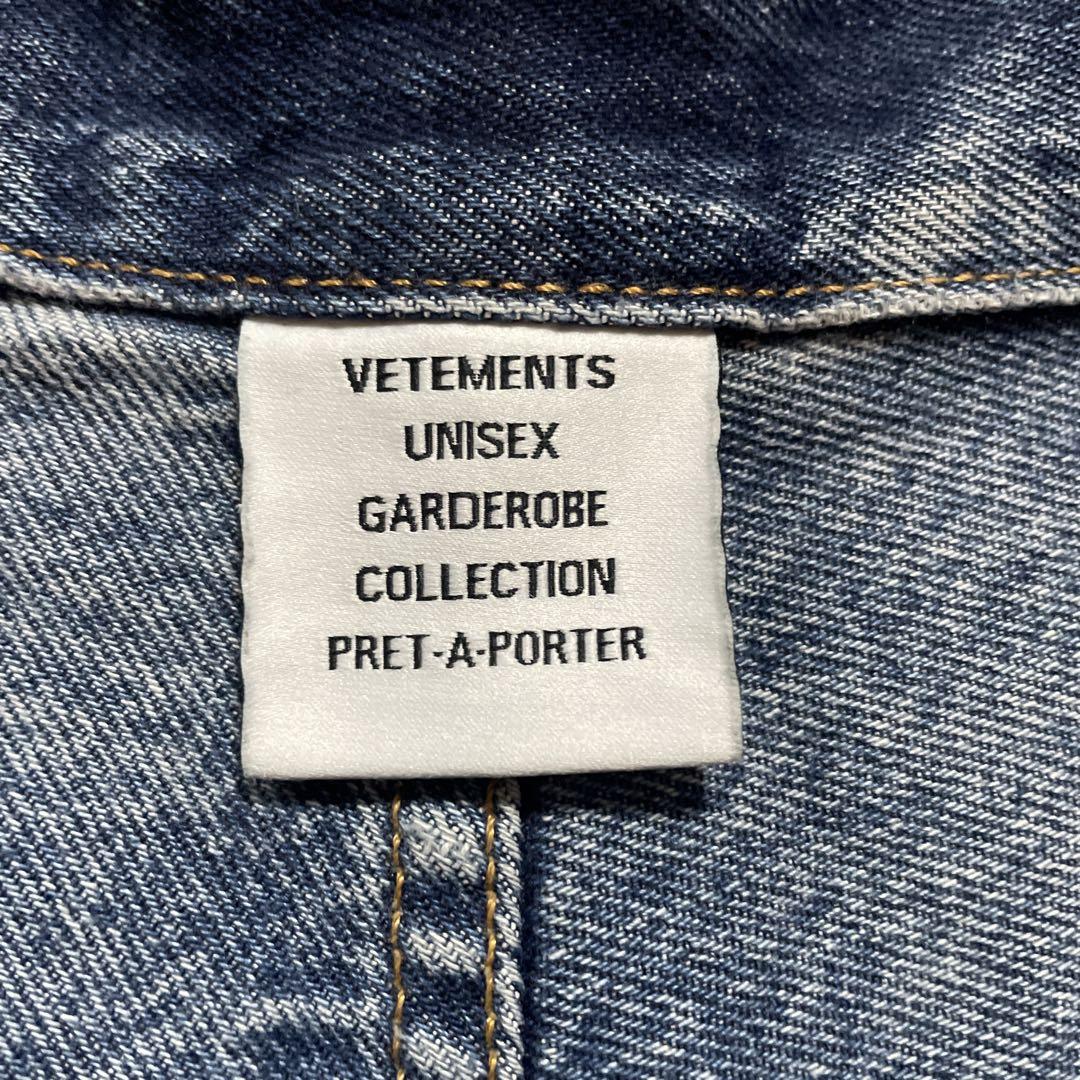 VETEMENTS
UNISEX
GARDEROBE
COLLECTION
PRET-A-PORTER